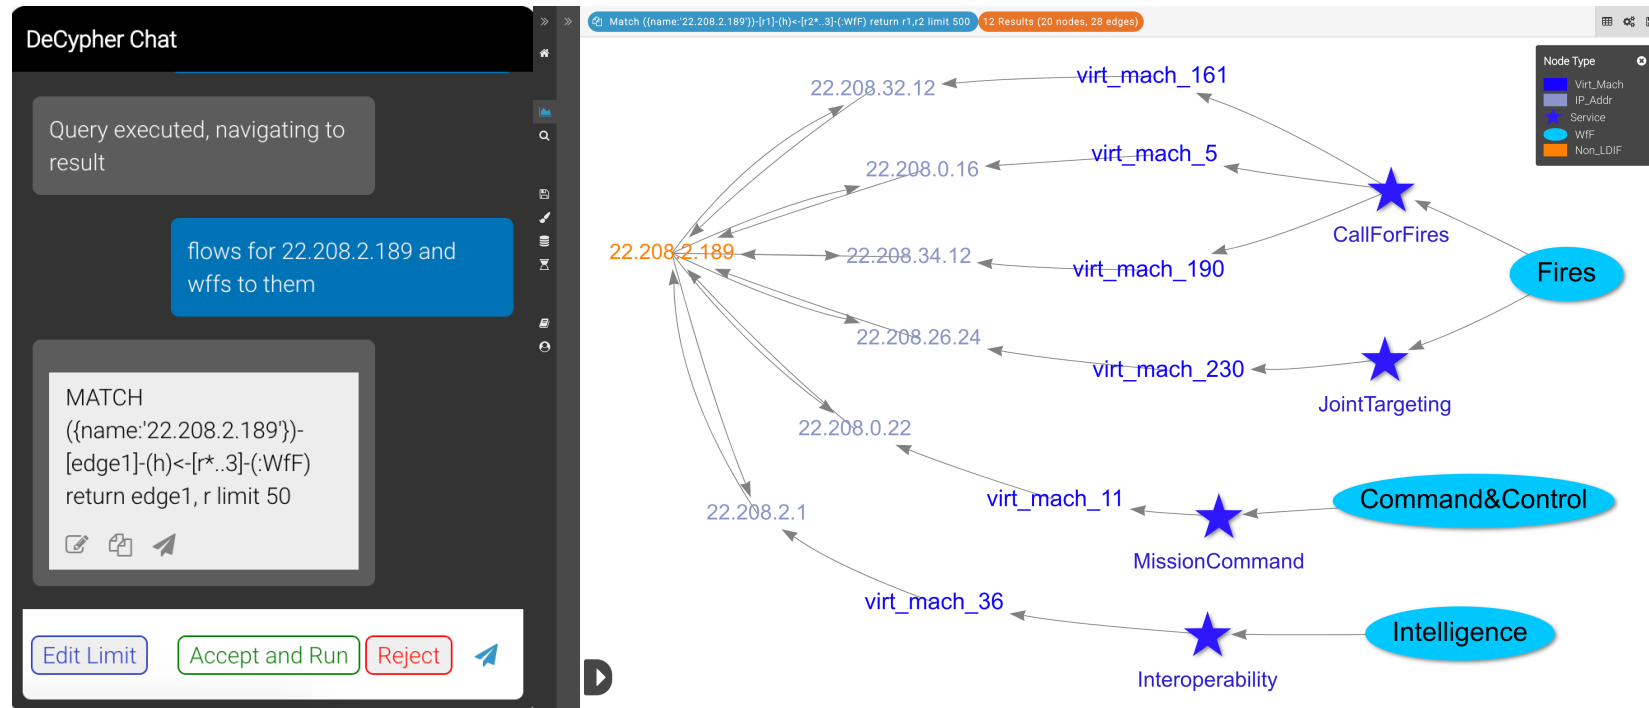 DeCypher Chat
Query executed, navigating to
result
flows for 22.208.2.189 and
wffs to them
MATCH
({name:'22.208.2.189'})-
[edge1]-(h)<-[r*..3]-(:WfF)
return edge1, r limit 50
Edit Limit
Accept and Run
Reject
Match ({name:'22.208.2.189'})-[r1]-(h)<-[r2*..3]-(:WfF) return r1,r2 limit 500
12 Results (20 nodes, 28 edges)
Node Type
Virt_Mach
IP_Addr
Service
WfF
Non_LDIF
22.208.32.12
virt_mach_161
22.208.0.16
virt_mach_5
CallForFires
22.208.2.189
22.208.34.12
virt_mach_190
Fires
22.208.26.24
virt_mach_230
JointTargeting
22.208.0.22
virt_mach_11
Command&Control
22.208.2.1
MissionCommand
virt_mach_36
Intelligence
Interoperability